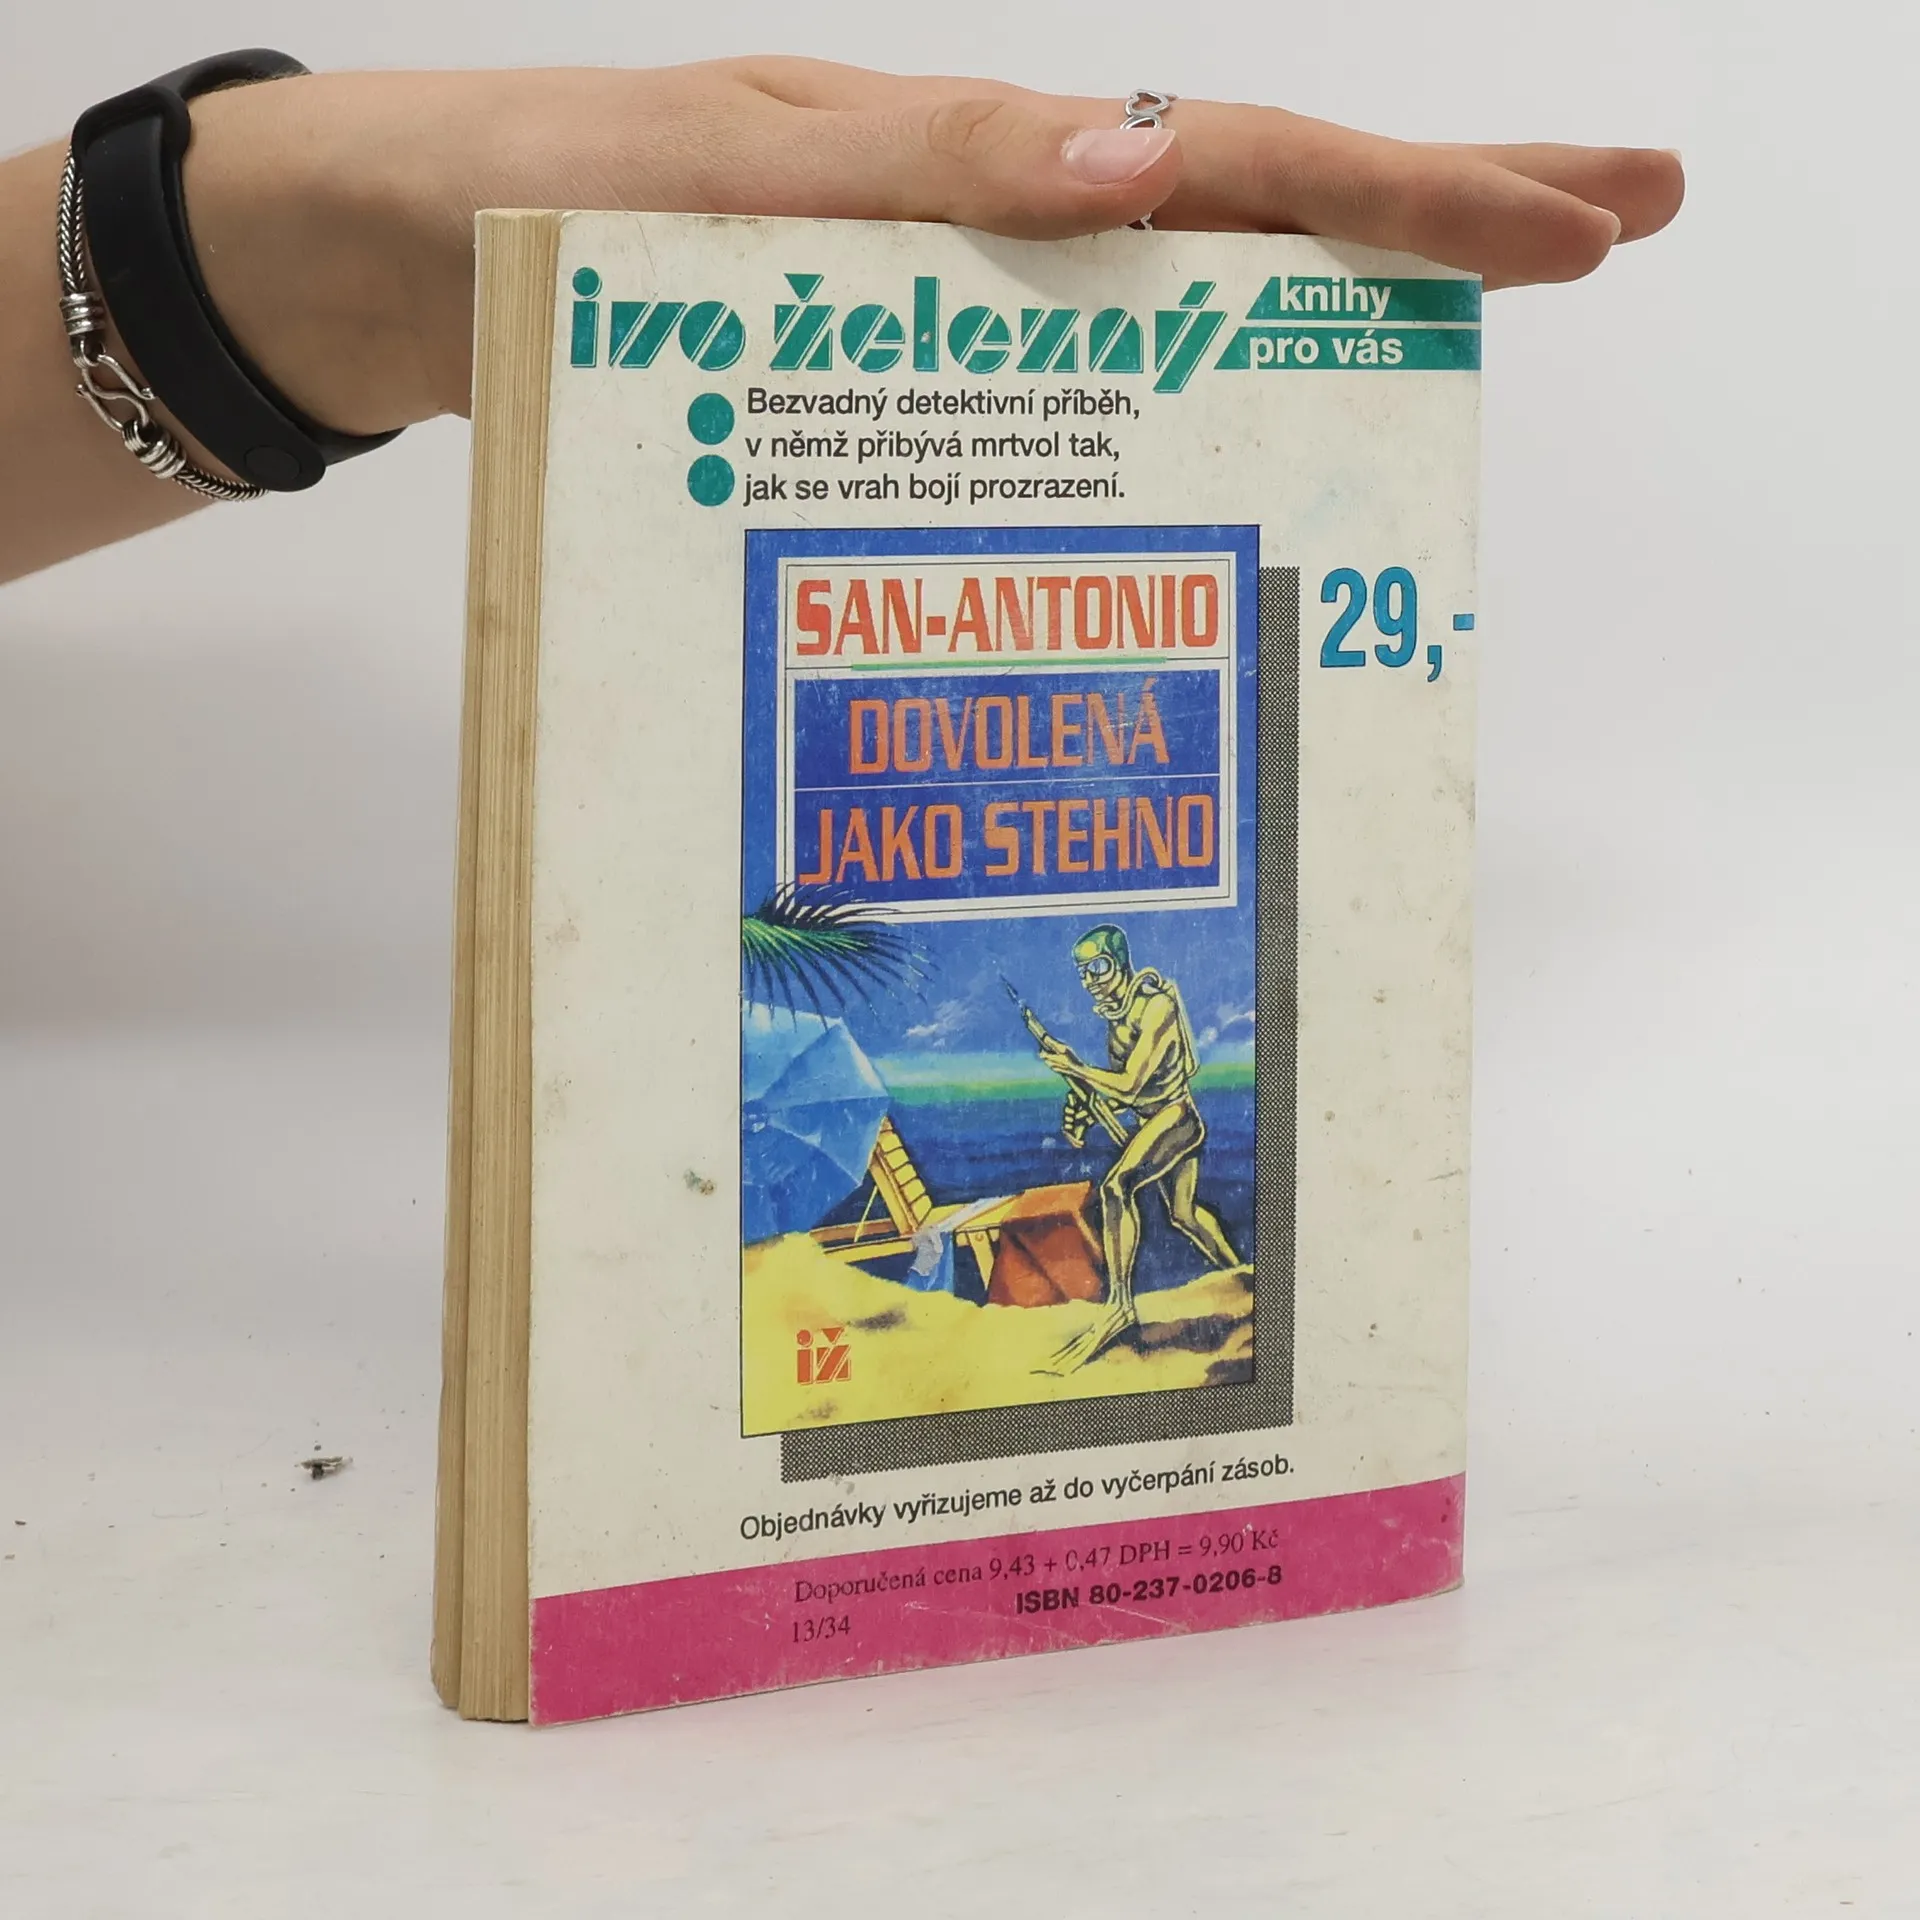 ivo železný
knihy
pro vás
Bezvadný detektivní příběh,
v němž přibývá mrtvol tak,
jak se vrah bojí prozrazení.
SAN-ANTONIO
DOVOLENÁ
JAKO STEHNO
29,-
iž
Objednávky vyřizujeme až do vyčerpání zásob.
Doporučená cena 9,43 + 0,47 DPH = 9,90 Kč
ISBN 80-237-0206-8
13/34